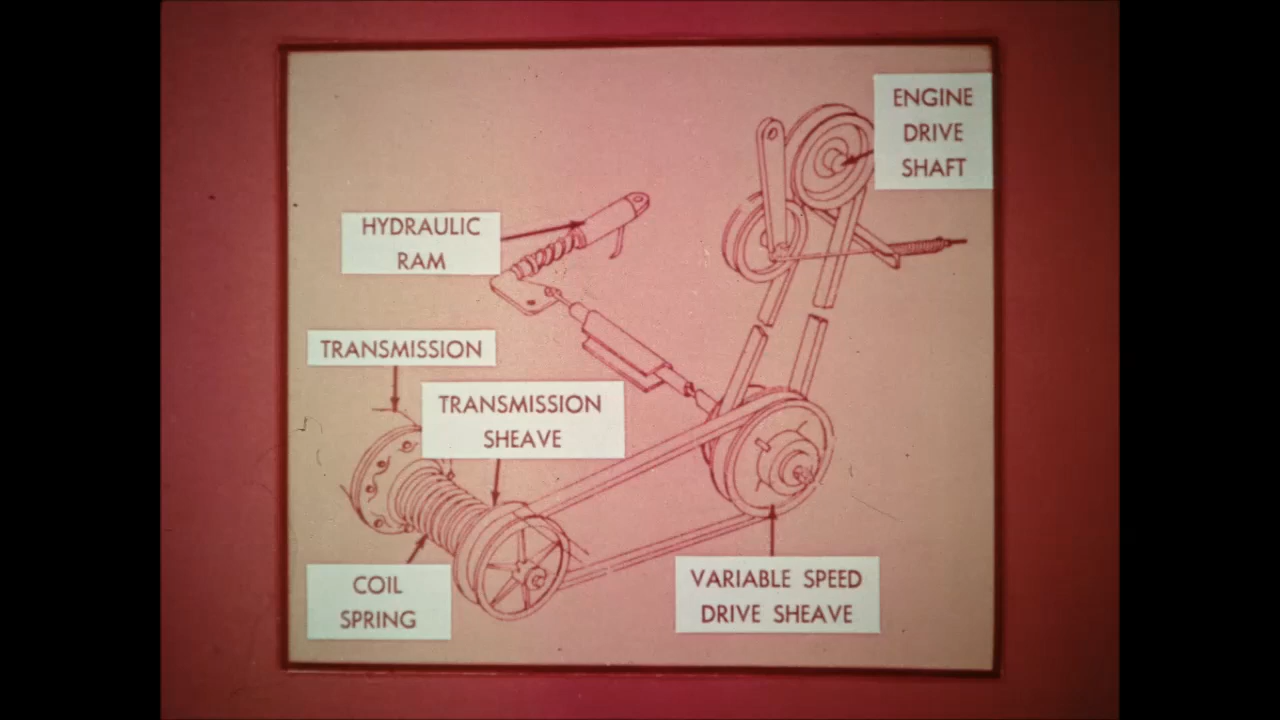 ENGINE
DRIVE
SHAFT
HYDRAULIC
RAM
TRANSMISSION
TRANSMISSION
SHEAVE
COIL
SPRING
VARIABLE SPEED
DRIVE SHEAVE